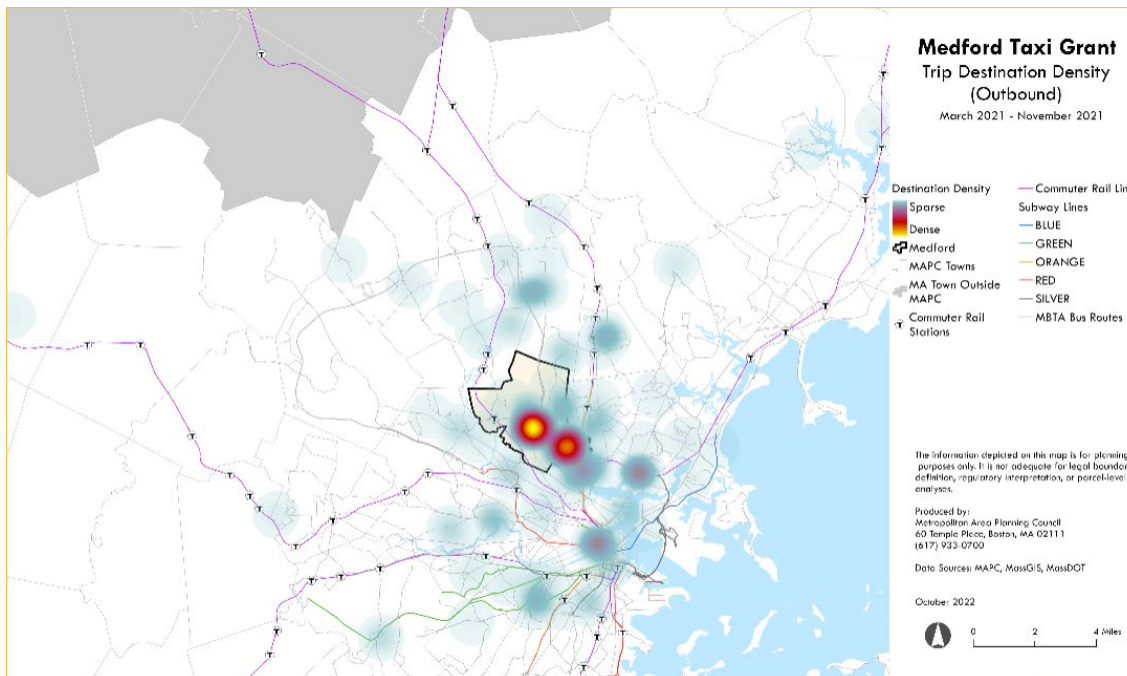 Medford Taxi Grant
Trip Destination Density
(Outbound)
March 2021 - November 2021
Destination Density
Sparse
Dense
Medford
MAPC Towns
MA Town Outside
MAPC
Commuter Rail
Stations
Commuter Rail Lin
Subway Lines
BLUE
GREEN
ORANGE
RED
SILVER
MBTA Bus Routes
The information depicted on this map is for planning
purposes only. It is not adequate for legal boundar
definition, regulatory interpretation, or parcel-level
analyses.
Produced by:
Metropolitan Area Planning Council
60 Temple Place, Boston, MA 02111
(617) 933-0700
Data Sources: MAPC, MassGIS, MassDOT
October 2022
0 2 4 Miles